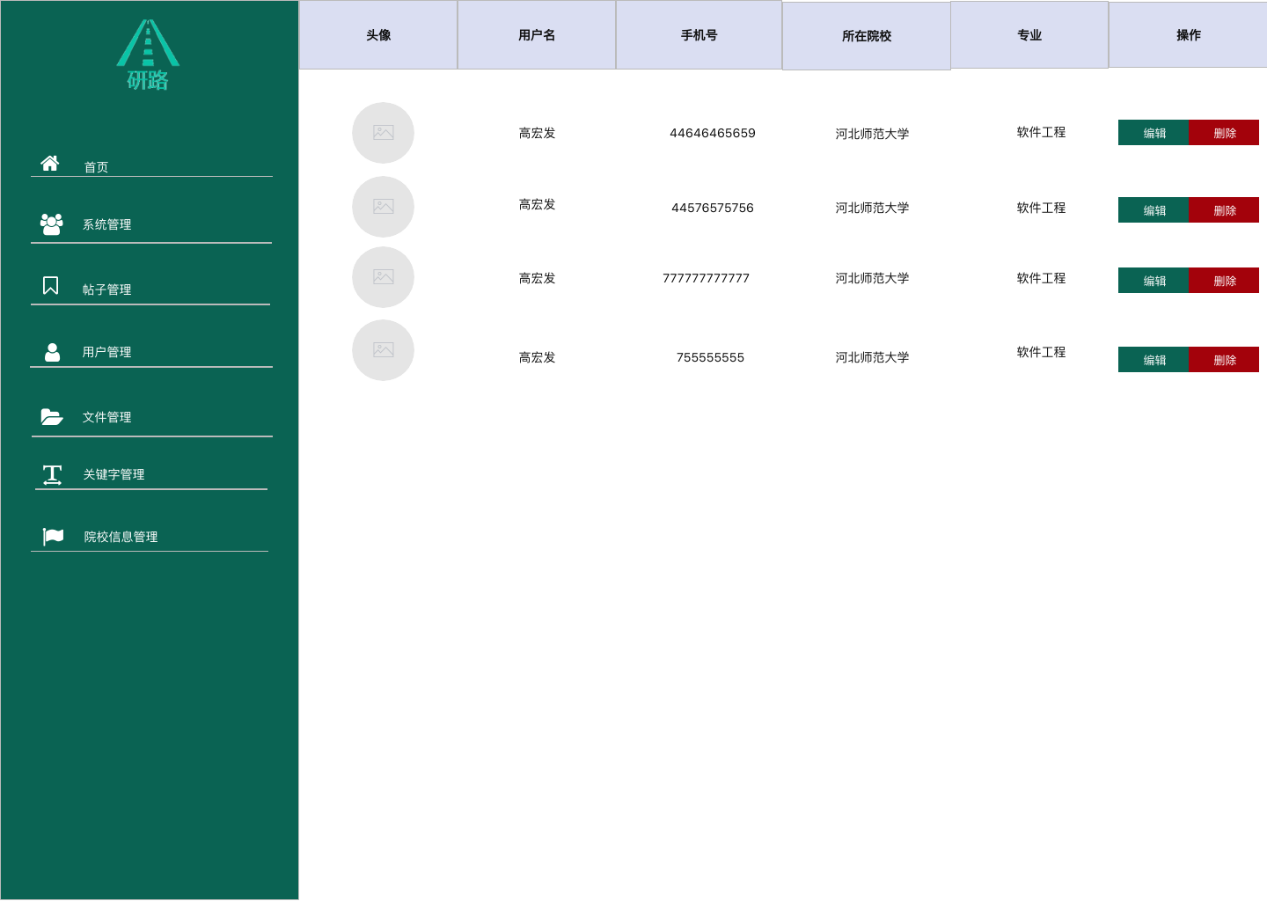 研路
首页
系统管理
帖子管理
用户管理
文件管理
关键字管理
院校信息管理
头像 用户名 手机号 所在院校 专业 操作
高宏发 44646465659 河北师范大学 软件工程 编辑 删除
高宏发 44576575756 河北师范大学 软件工程 编辑 删除
高宏发 777777777777 河北师范大学 软件工程 编辑 删除
高宏发 755555555 河北师范大学 软件工程 编辑 删除